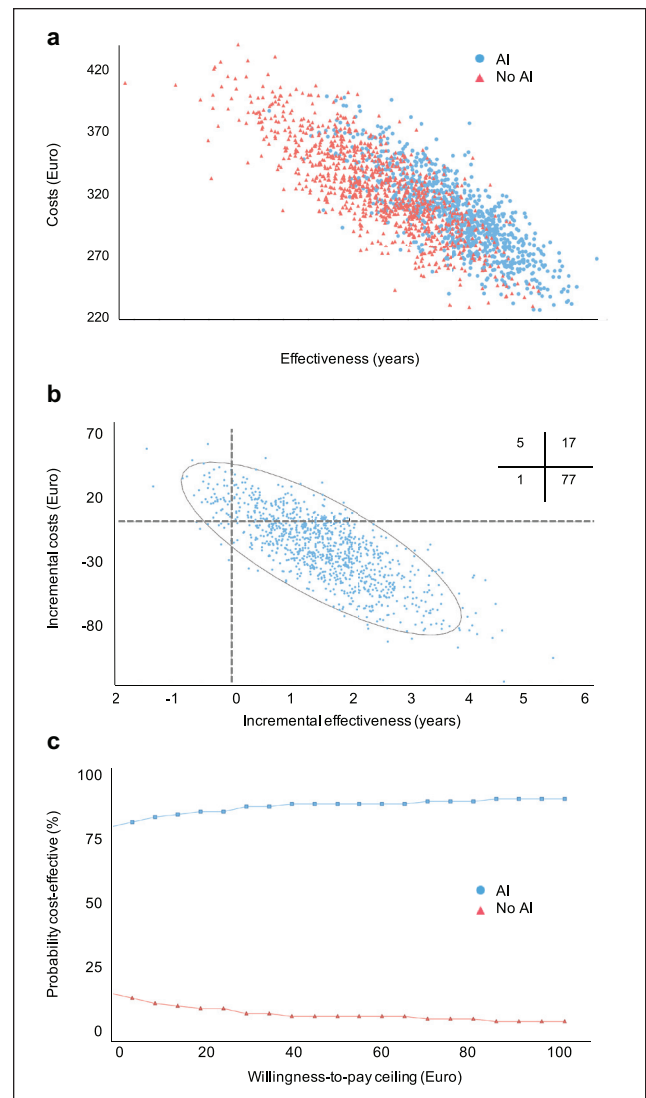 a
AI
No AI
420
370
320
270
220
Costs (Euro)
Effectiveness (years)
b
70
20
-30
-80
Incremental costs (Euro)
5 17
1 77
2 -1 0 1 2 3 4 5 6
Incremental effectiveness (years)
c
100
75
50
25
0
Probability cost-effective (%)
AI
No AI
0 20 40 60 80 100
Willingness-to-pay ceiling (Euro)